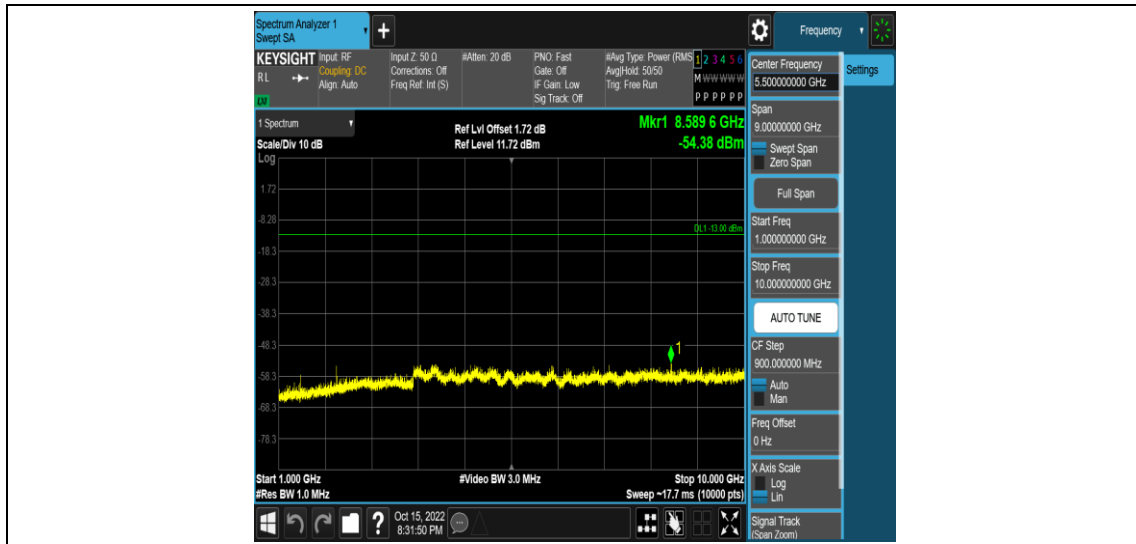 Spectrum Analyzer 1
Swept SA
+
Frequency
KEYSIGHT
RL
LXI
Input: RF
Coupling: DC
Align: Auto
Input Z: 50 Ω
Corrections: Off
Freq Ref: Int (S)
#Atten: 20 dB
PNO: Fast
Gate: Off
IF Gain: Low
Sig Track: Off
#Avg Type: Power (RMS
Avg|Hold: 50/50
Trig: Free Run
1 2 3 4 5 6
M W W W W W
P P P P P P
1 Spectrum
Scale/Div 10 dB
Log
Ref Lvl Offset 1.72 dB
Ref Level 11.72 dBm
Mkr1 8.589 6 GHz
-54.38 dBm
1.72
-8.28
DL1 -13.00 dBm
-18.3
-28.3
-38.3
-48.3
1
-58.3
-68.3
-78.3
Start 1.000 GHz
#Res BW 1.0 MHz
#Video BW 3.0 MHz
Stop 10.000 GHz
Sweep ~17.7 ms (10000 pts)
?
Oct 15, 2022
8:31:50 PM
Center Frequency
5.500000000 GHz
Settings
Span
9.00000000 GHz
Swept Span
Zero Span
Full Span
Start Freq
1.000000000 GHz
Stop Freq
10.000000000 GHz
AUTO TUNE
CF Step
900.000000 MHz
Auto
Man
Freq Offset
0 Hz
X Axis Scale
Log
Lin
Signal Track
(Span Zoom)